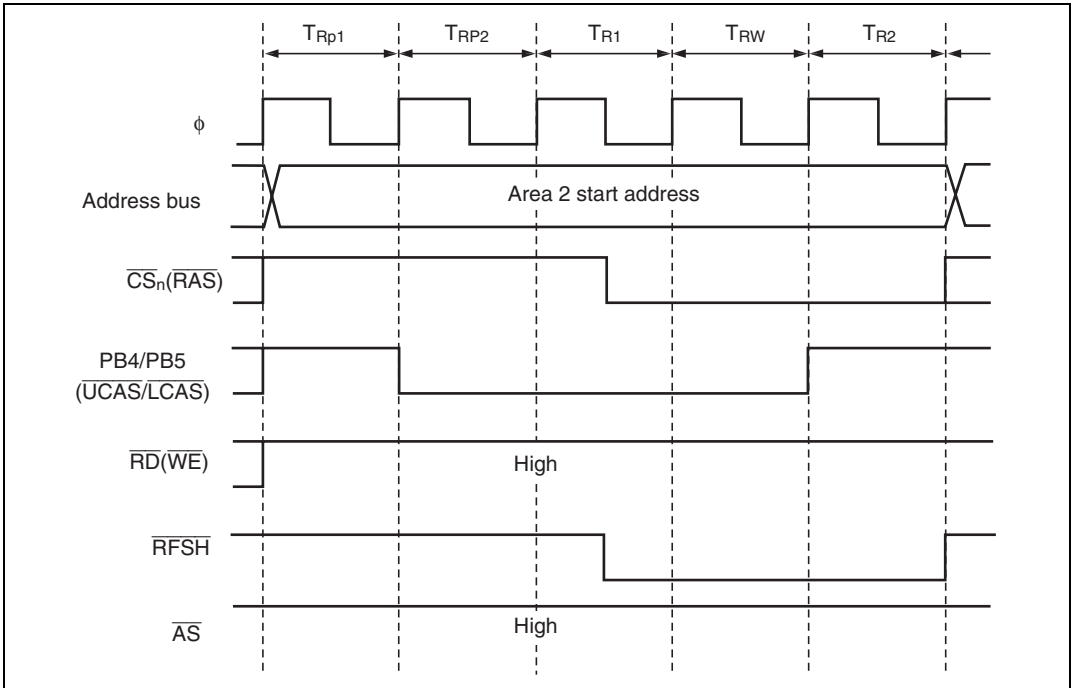 TRp1 TRP2 TR1 TRW TR2
φ
Address bus
Area 2 start address
CSn(RAS)
PB4/PB5
(UCAS/LCAS)
RD(WE)
High
RFSH
AS
High